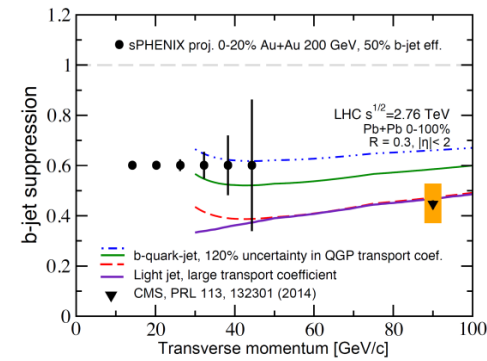 sPHENIX proj. 0-20% Au+Au 200 GeV, 50% b-jet eff.
LHC s^{1/2}=2.76 TeV
Pb+Pb 0-100%
R = 0.3, |η|< 2
b-quark-jet, 120% uncertainty in QGP transport coef.
Light jet, large transport coefficient
CMS, PRL 113, 132301 (2014)
b-jet suppression
1.2
1
0.8
0.6
0.4
0.2
0
0 20 40 60 80 100
Transverse momentum [GeV/c]